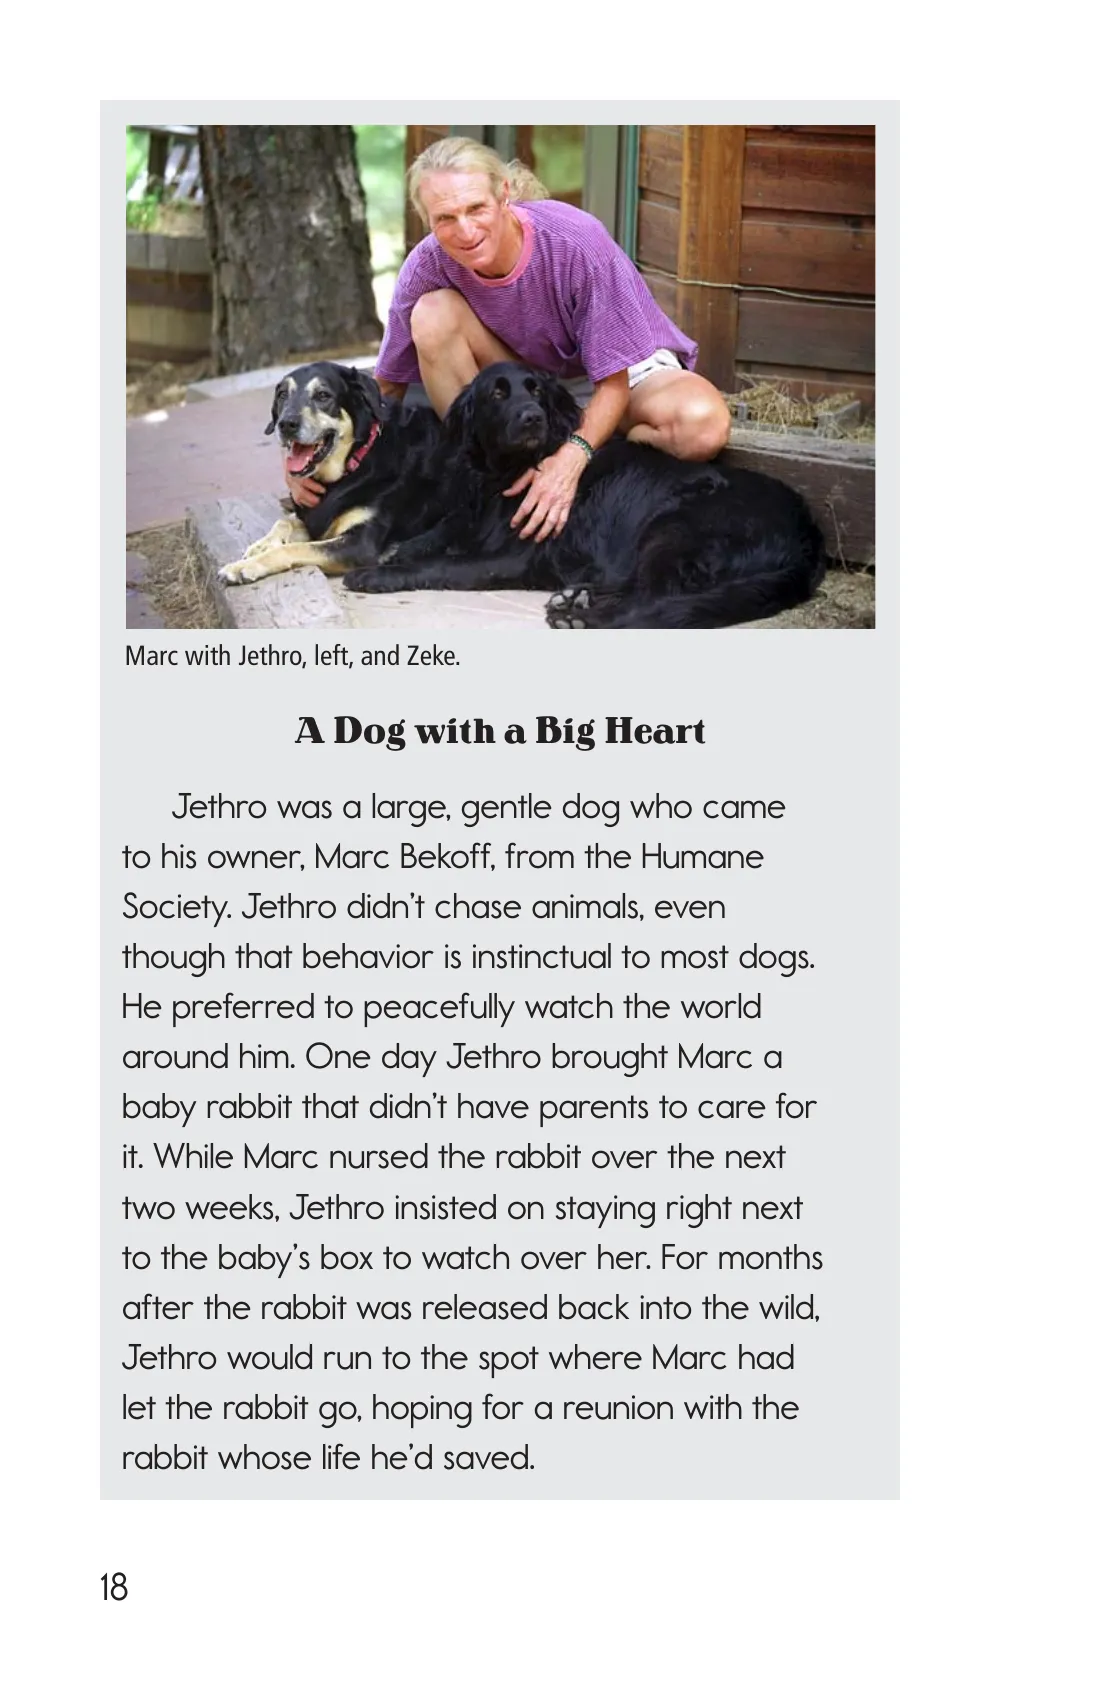 Marc with Jethro, left, and Zeke.
A Dog with a Big Heart
Jethro was a large, gentle dog who came
to his owner, Marc Bekoff, from the Humane
Society. Jethro didn’t chase animals, even
though that behavior is instinctual to most dogs.
He preferred to peacefully watch the world
around him. One day Jethro brought Marc a
baby rabbit that didn’t have parents to care for
it. While Marc nursed the rabbit over the next
two weeks, Jethro insisted on staying right next
to the baby’s box to watch over her. For months
after the rabbit was released back into the wild,
Jethro would run to the spot where Marc had
let the rabbit go, hoping for a reunion with the
rabbit whose life he’d saved.
18